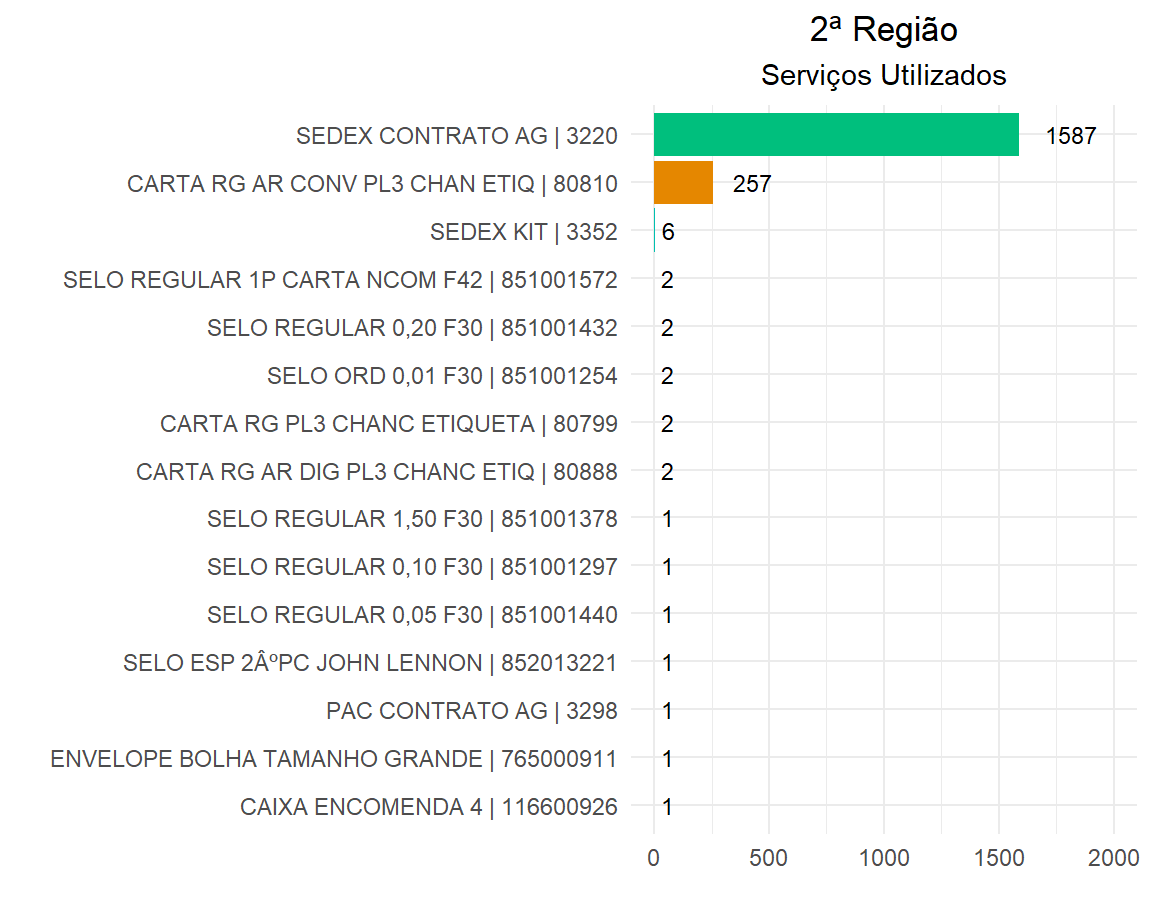 2ª Região
Serviços Utilizados
SEDEX CONTRATO AG | 3220 1587
CARTA RG AR CONV PL3 CHAN ETIQ | 80810 257
SEDEX KIT | 3352 6
SELO REGULAR 1P CARTA NCOM F42 | 851001572 2
SELO REGULAR 0,20 F30 | 851001432 2
SELO ORD 0,01 F30 | 851001254 2
CARTA RG PL3 CHANC ETIQUETA | 80799 2
CARTA RG AR DIG PL3 CHANC ETIQ | 80888 2
SELO REGULAR 1,50 F30 | 851001378 1
SELO REGULAR 0,10 F30 | 851001297 1
SELO REGULAR 0,05 F30 | 851001440 1
SELO ESP 2ÂºPC JOHN LENNON | 852013221 1
PAC CONTRATO AG | 3298 1
ENVELOPE BOLHA TAMANHO GRANDE | 765000911 1
CAIXA ENCOMENDA 4 | 116600926 1
0 500 1000 1500 2000